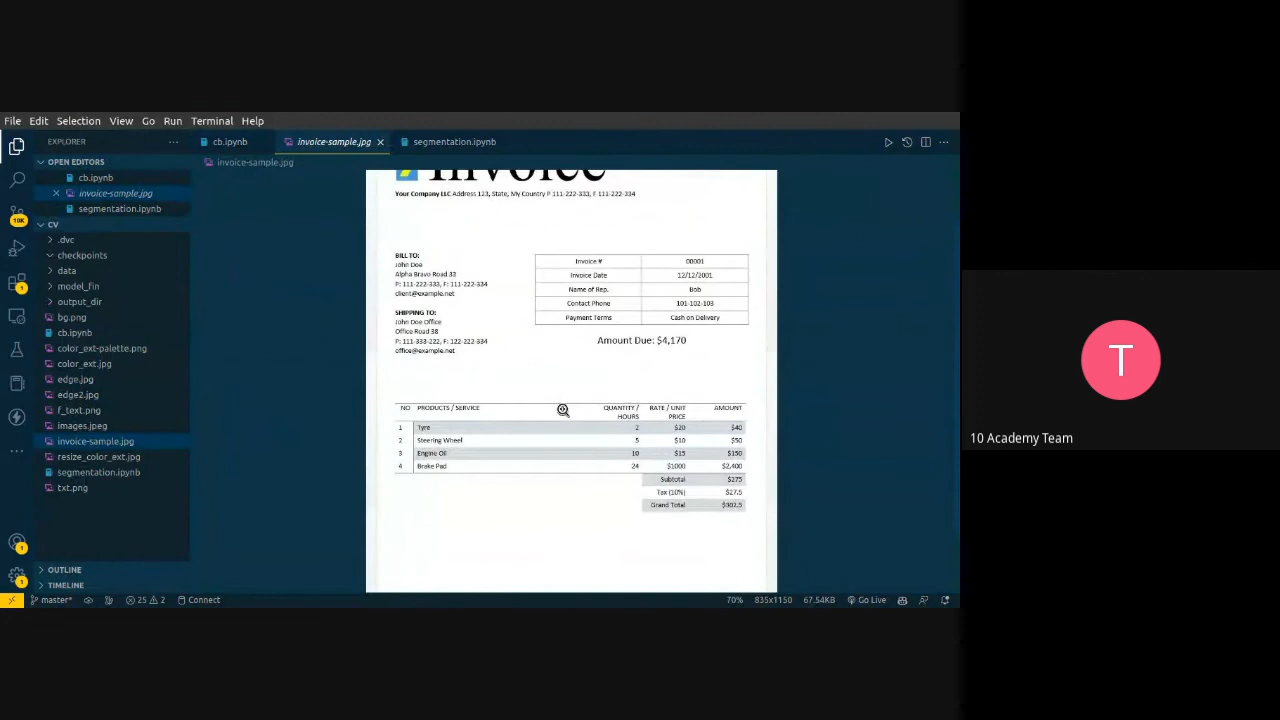 File Edit Selection View Go Run Terminal Help
EXPLORER
cb.ipynb
invoice-sample.jpg
segmentation.ipynb
OPEN EDITORS
cb.ipynb
invoice-sample.jpg
segmentation.ipynb
invoice-sample.jpg
CV
.dvc
checkpoints
data
model_fin
output_dir
bg.png
cb.ipynb
color_ext-palette.png
color_ext.jpg
edge.jpg
edge2.jpg
f_text.png
images.jpeg
invoice-sample.jpg
resize_color_ext.jpg
segmentation.ipynb
txt.png
OUTLINE
TIMELINE
10K
1
1
1
Invoice
Your Company LLC Address 123, State, My Country P 111-222-333, F 111-222-334
BILL TO:
John Doe
Alpha Bravo Road 33
P: 111-222-333, F: 111-222-334
client@example.net
SHIPPING TO:
John Doe Office
Office Road 38
P: 111-333-222, F: 122-222-334
office@example.net
Invoice # 00001
Invoice Date 12/12/2001
Name of Rep. Bob
Contact Phone 101-102-103
Payment Terms Cash on Delivery
Amount Due: $4,170
NO PRODUCTS / SERVICE QUANTITY / HOURS RATE / UNIT PRICE AMOUNT
1 Tyre 2 $20 $40
2 Steering Wheel 5 $10 $50
3 Engine Oil 10 $15 $150
4 Brake Pad 24 $1000 $2,400
Subtotal $275
Tax (10%) $27.5
Grand Total $302.5
master* 25 2 Connect 70% 835x1150 67.54KB Go Live
T
10 Academy Team